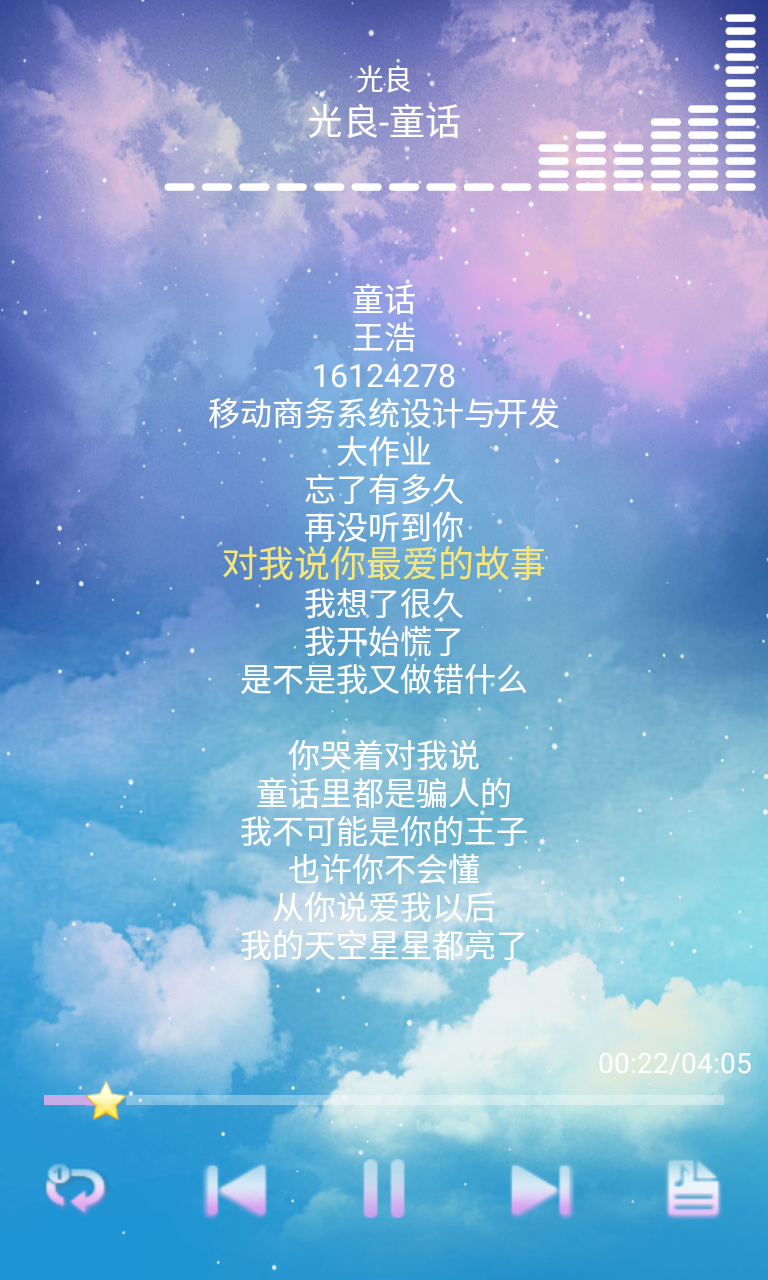 光良
光良-童话
童话
王浩
16124278
移动商务系统设计与开发
大作业
忘了有多久
再没听到你
对我说你最爱的故事
我想了很久
我开始慌了
是不是我又做错什么
你哭着对我说
童话里都是骗人的
我不可能是你的王子
也许你不会懂
从你说爱我以后
我的天空星星都亮了
00:22/04:05
1